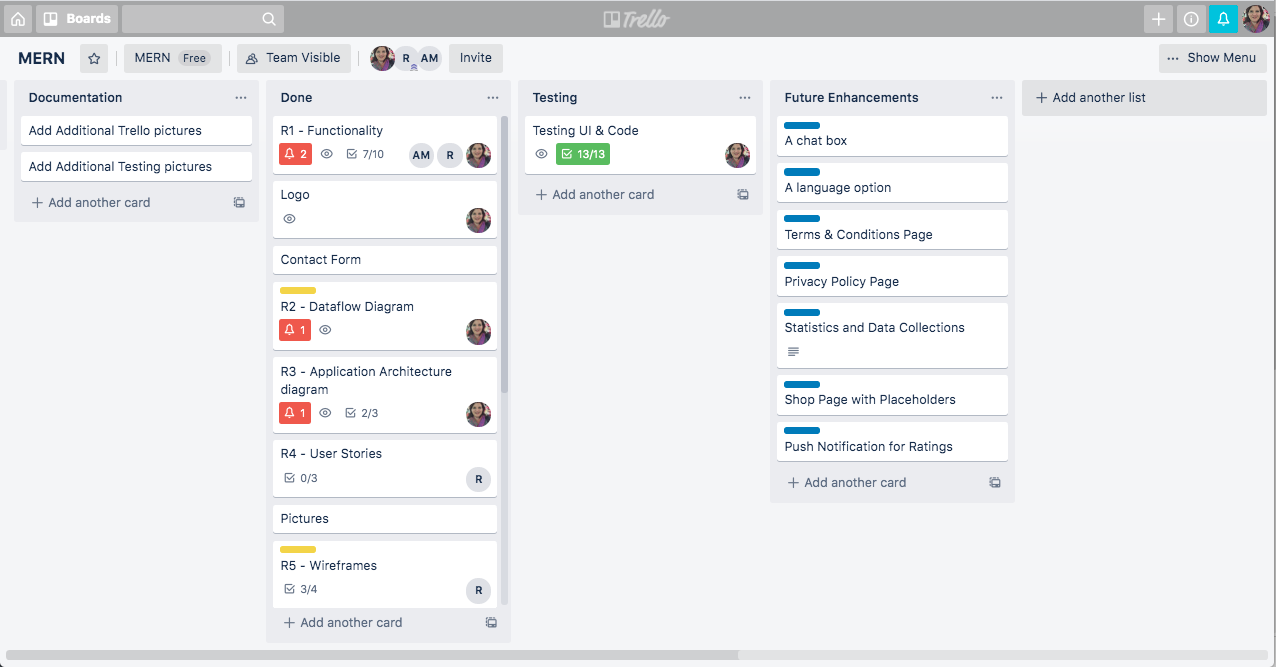 Boards
Trello
MERN
MERN Free
Team Visible
R
AM
Invite
Show Menu
Documentation
Add Additional Trello pictures
Add Additional Testing pictures
Add another card
Done
R1 - Functionality
2
7/10
AM
R
Logo
Contact Form
R2 - Dataflow Diagram
1
R3 - Application Architecture
diagram
1
2/3
R4 - User Stories
0/3
R
Pictures
R5 - Wireframes
3/4
R
Add another card
Testing
Testing UI & Code
13/13
Add another card
Future Enhancements
A chat box
A language option
Terms & Conditions Page
Privacy Policy Page
Statistics and Data Collections
Shop Page with Placeholders
Push Notification for Ratings
Add another card
Add another list